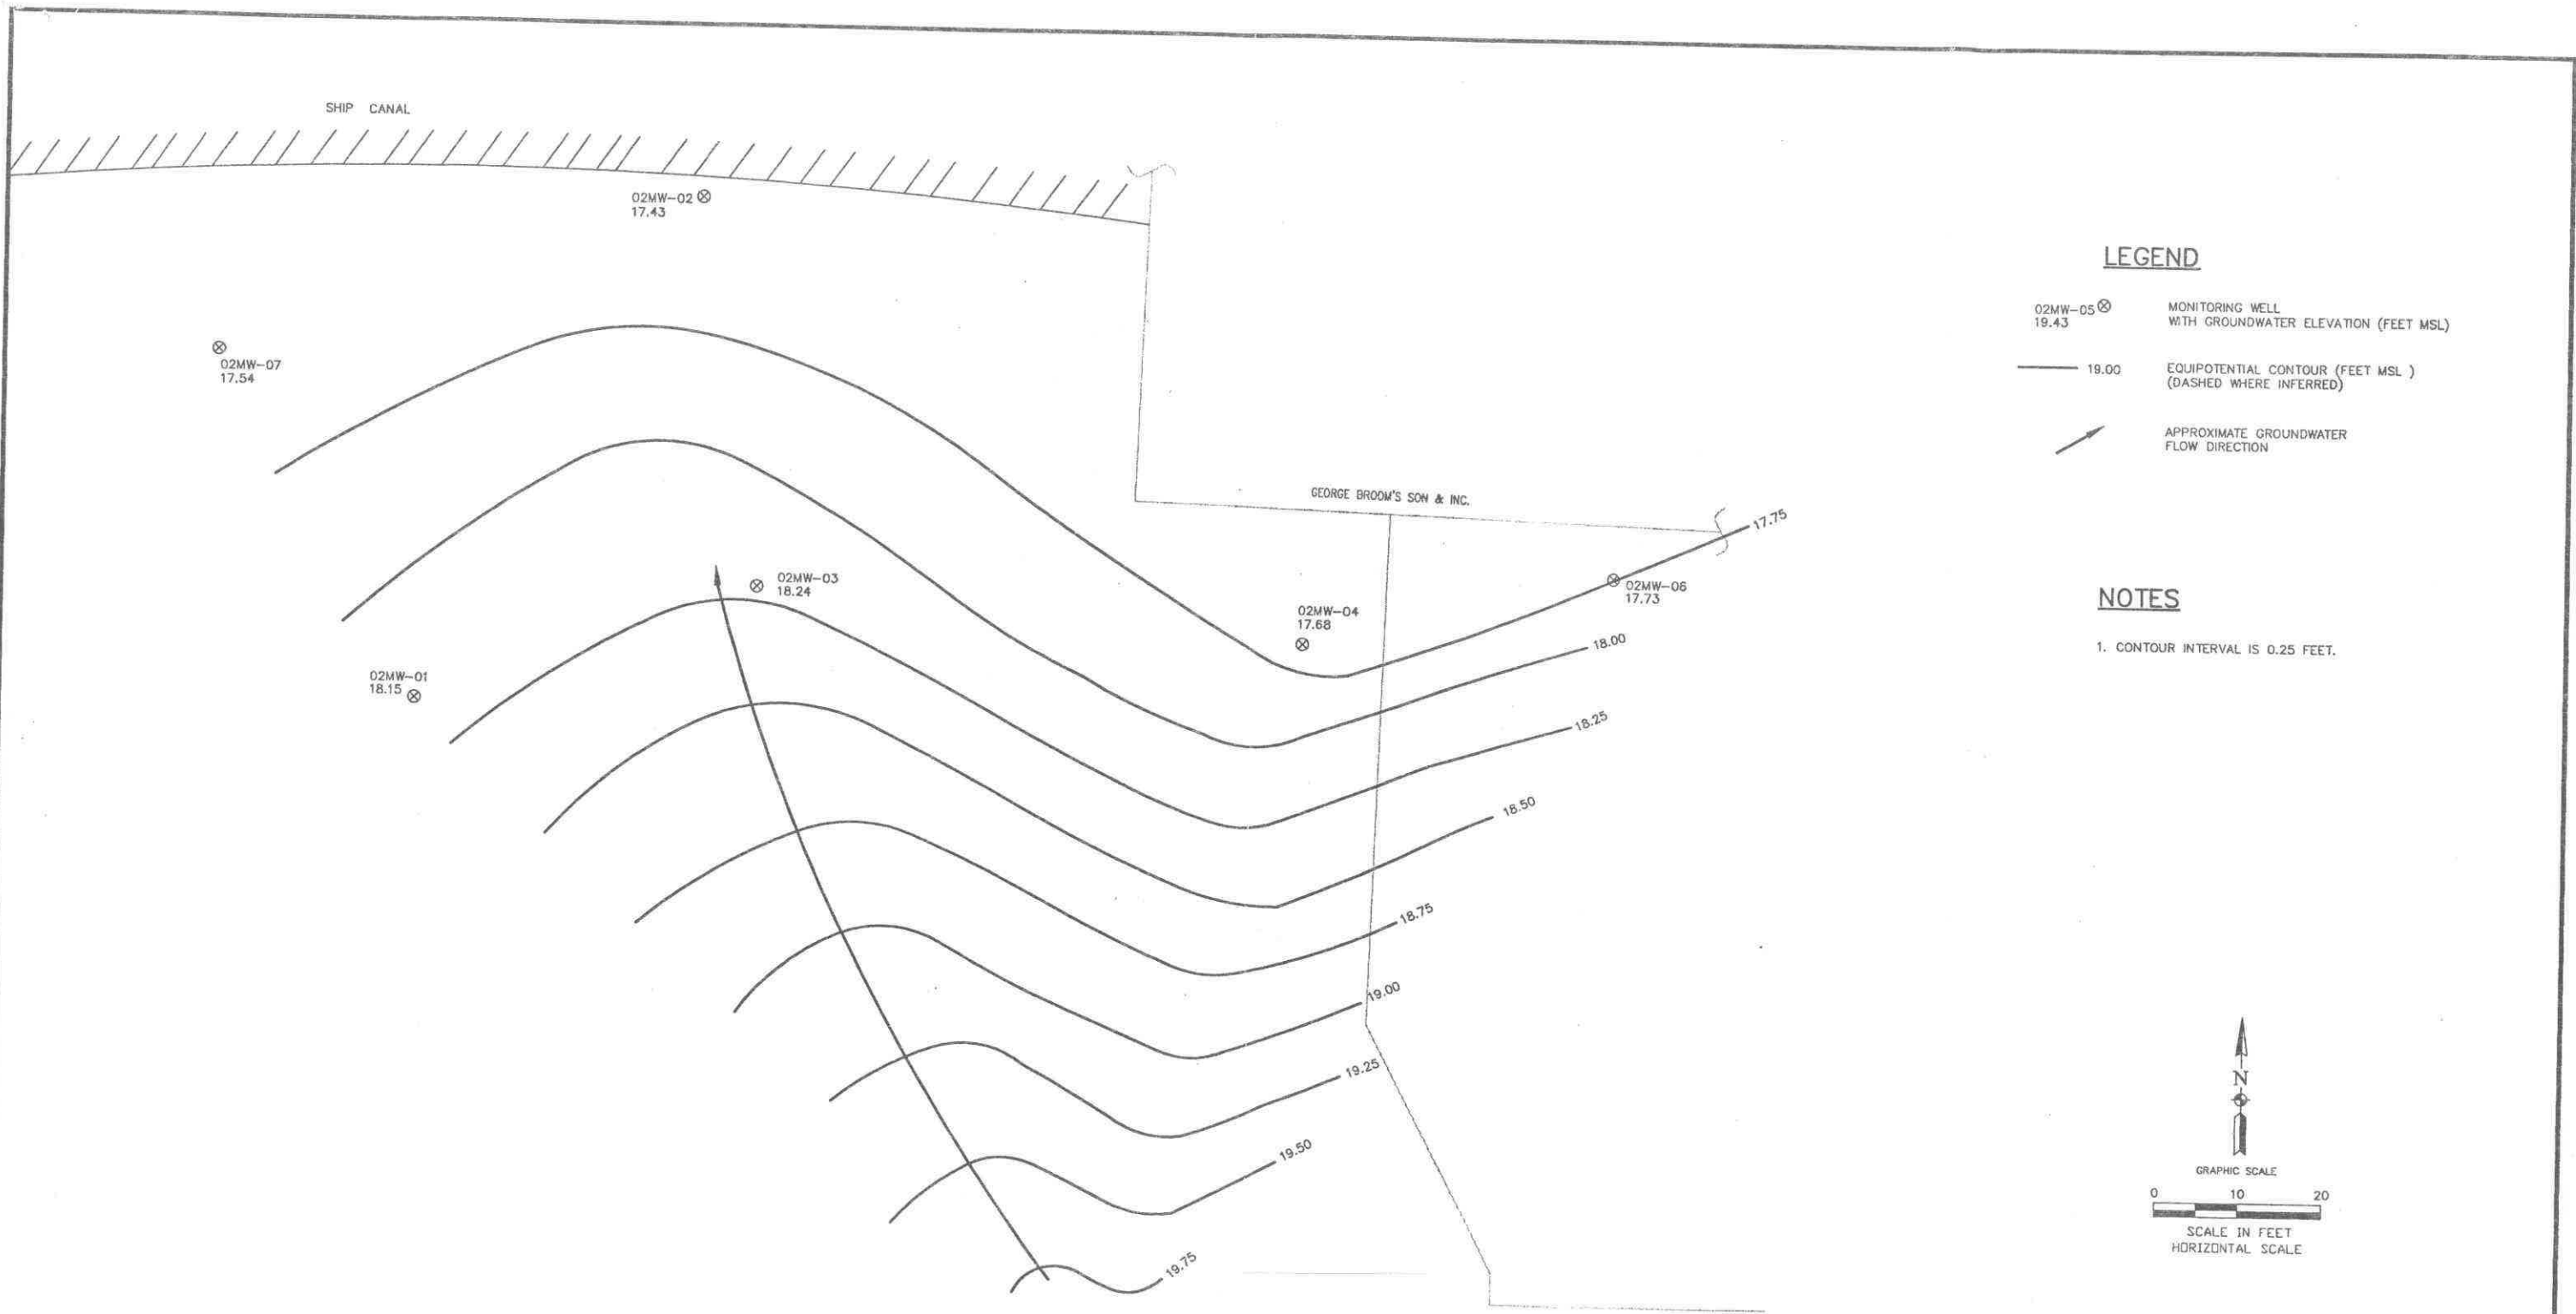 SHIP CANAL
02MW-02
17.43
02MW-07
17.54
GEORGE BROOM'S SON & INC.
17.75
02MW-03
18.24
02MW-06
17.73
02MW-04
17.68
18.00
02MW-01
18.15
18.25
18.50
18.75
19.00
19.25
19.50
19.75
LEGEND
02MW-05
19.43
MONITORING WELL
WITH GROUNDWATER ELEVATION (FEET MSL)
19.00
EQUIPOTENTIAL CONTOUR (FEET MSL )
(DASHED WHERE INFERRED)
APPROXIMATE GROUNDWATER
FLOW DIRECTION
NOTES
1. CONTOUR INTERVAL IS 0.25 FEET.
N
GRAPHIC SCALE
0 10 20
SCALE IN FEET
HORIZONTAL SCALE